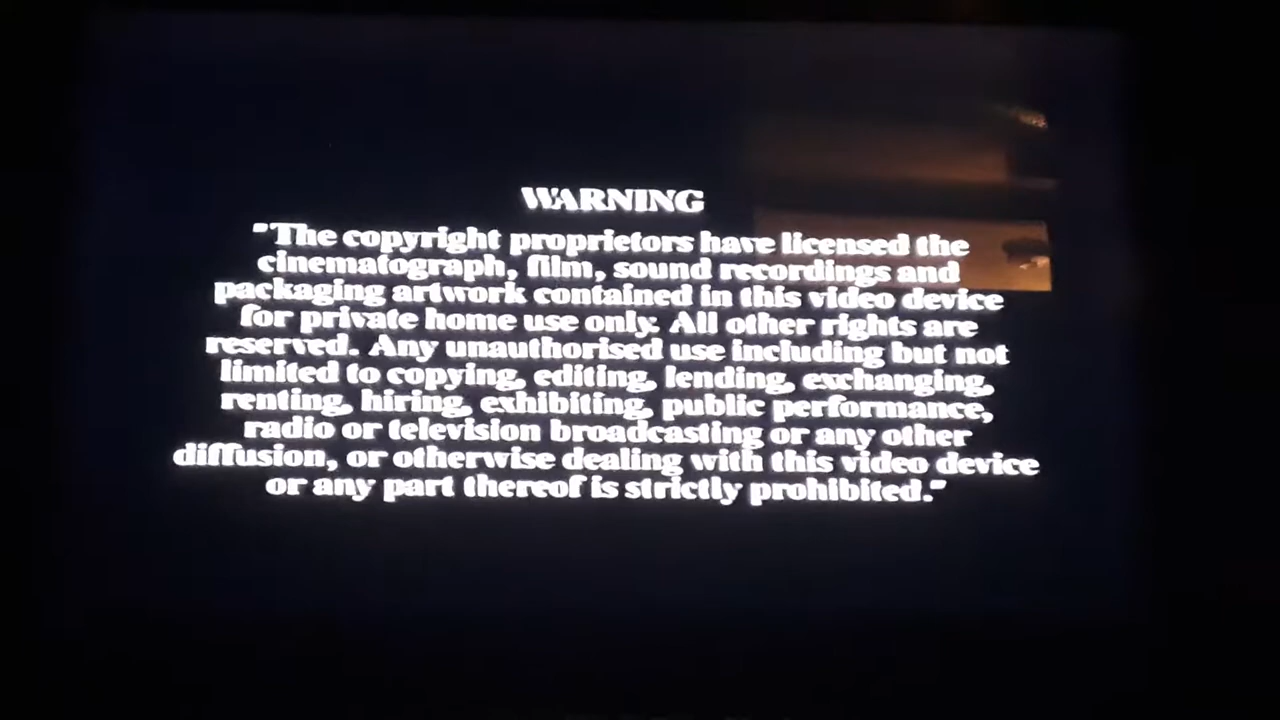 WARNING
"The copyright proprietors have licensed the
cinematograph, film, sound recordings and
packaging artwork contained in this video device
for private home use only. All other rights are
reserved. Any unauthorised use including but not
limited to copying, editing, lending, exchanging,
renting, hiring, exhibiting, public performance,
radio or television broadcasting or any other
diffusion, or otherwise dealing with this video device
or any part thereof is strictly prohibited."